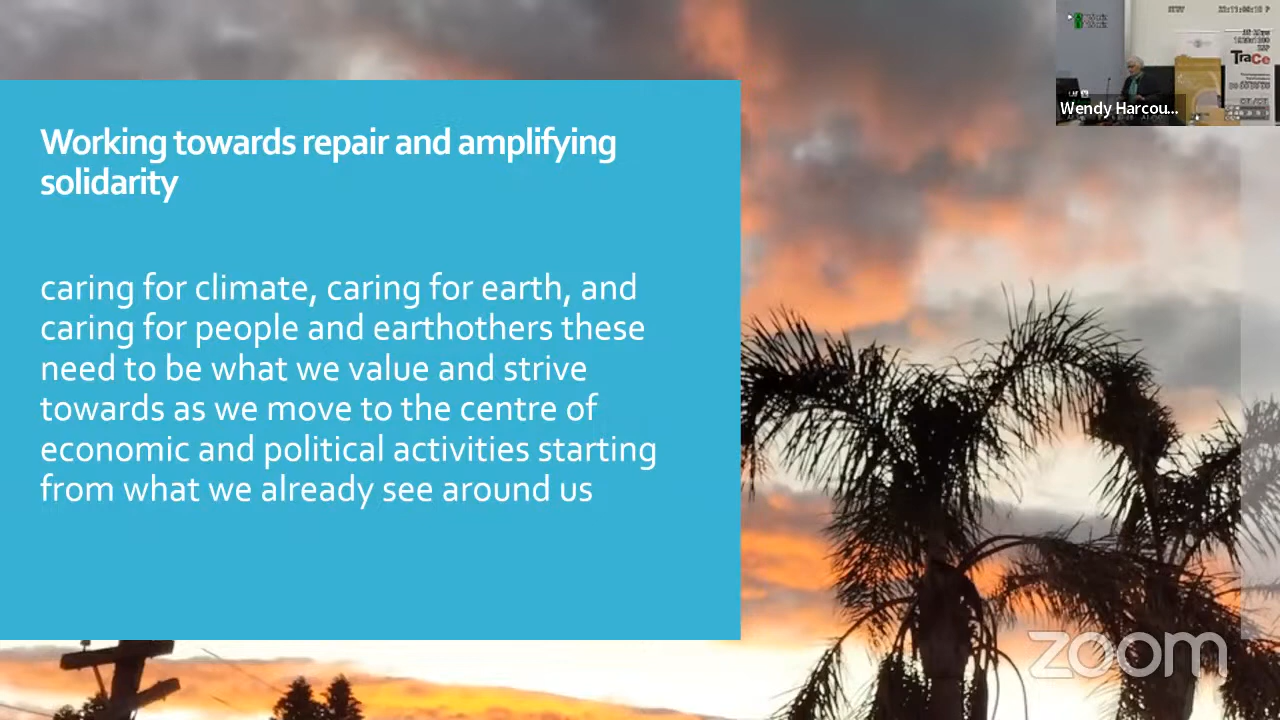 Working towards repair and amplifying
solidarity
caring for climate, caring for earth, and
caring for people and earthothers these
need to be what we value and strive
towards as we move to the centre of
economic and political activities starting
from what we already see around us
TraCe
Wendy Harcou...
zoom